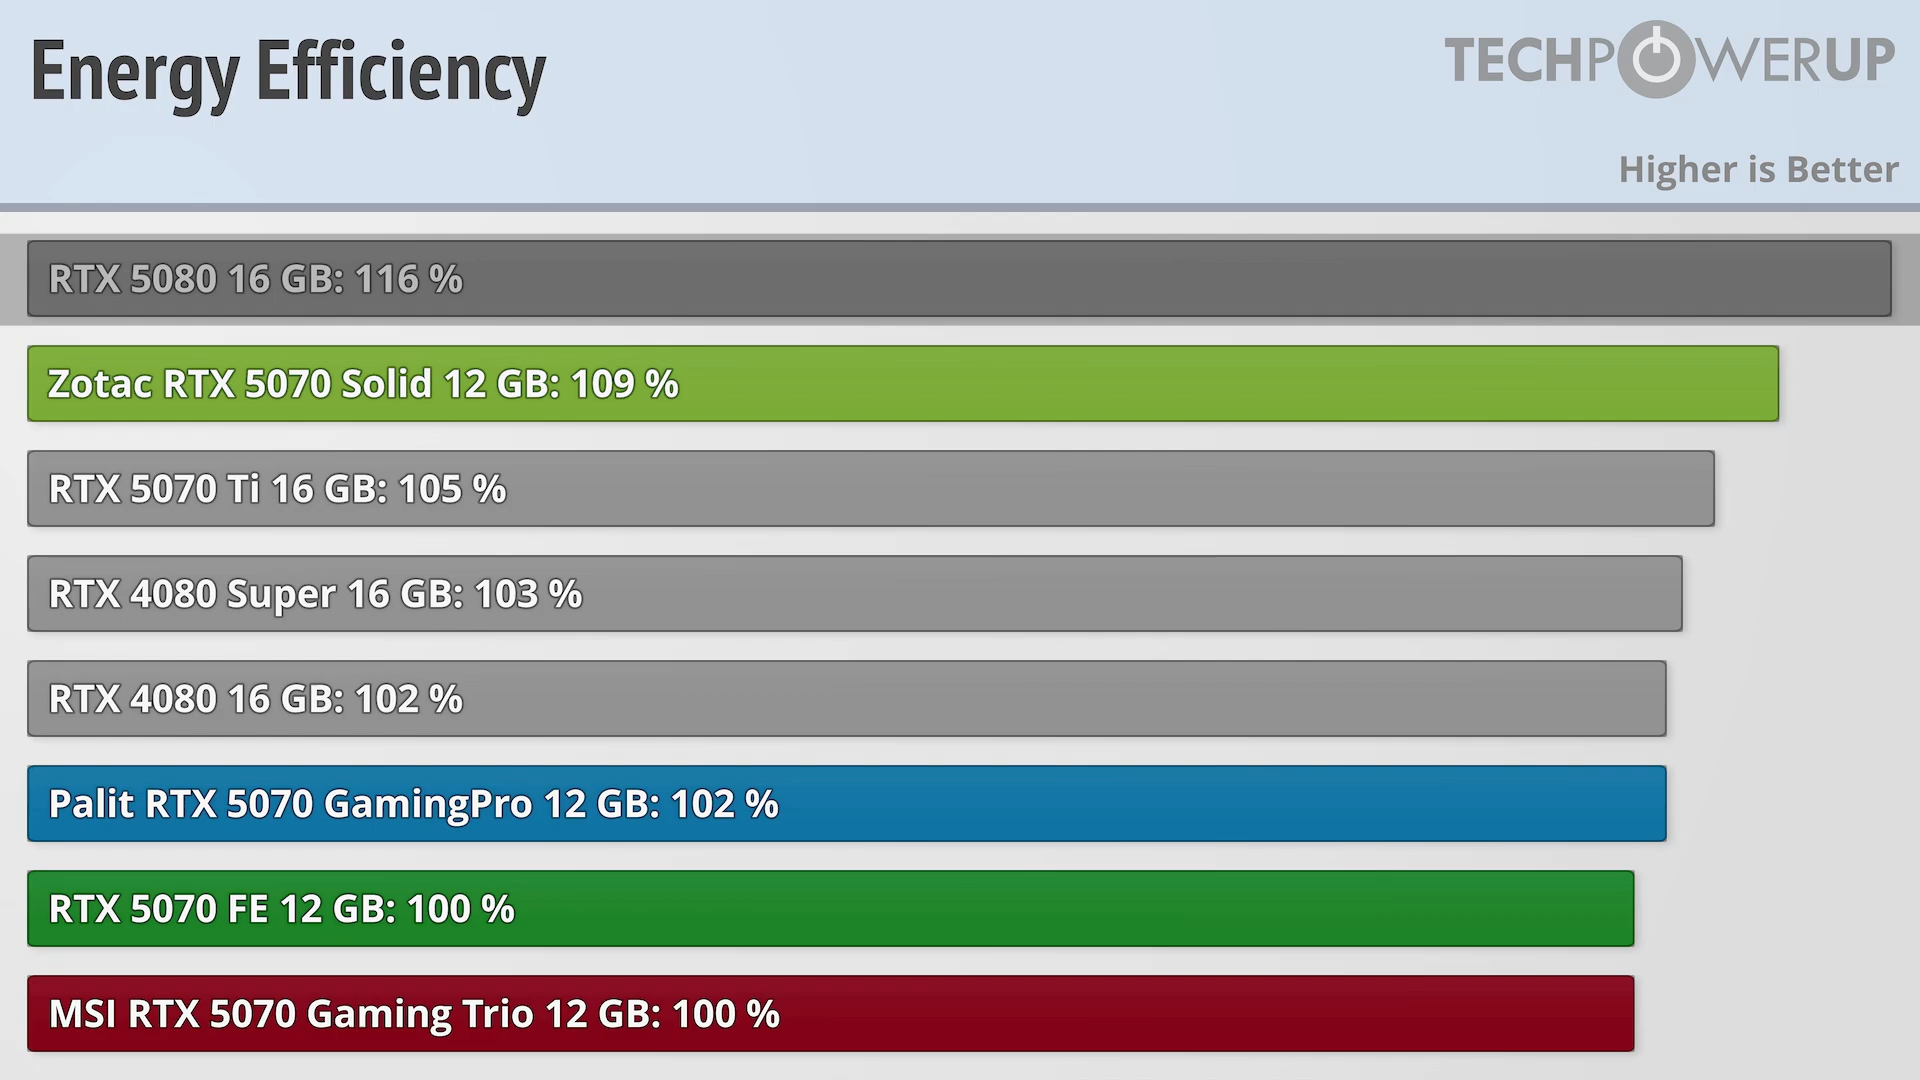 Energy Efficiency
TECHPOWERUP
Higher is Better
RTX 5080 16 GB: 116 %
Zotac RTX 5070 Solid 12 GB: 109 %
RTX 5070 Ti 16 GB: 105 %
RTX 4080 Super 16 GB: 103 %
RTX 4080 16 GB: 102 %
Palit RTX 5070 GamingPro 12 GB: 102 %
RTX 5070 FE 12 GB: 100 %
MSI RTX 5070 Gaming Trio 12 GB: 100 %